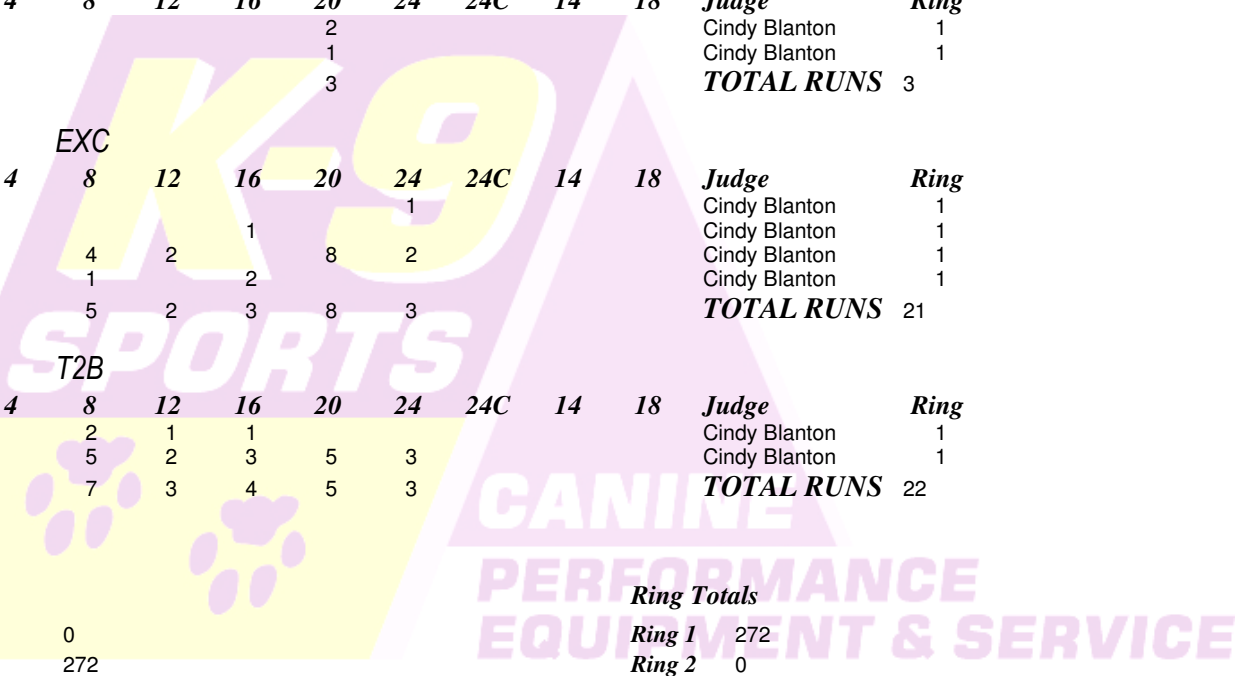 4 8 12 16 20 24 24C 14 18 Judge Ring
2 Cindy Blanton 1
1 Cindy Blanton 1
3 TOTAL RUNS 3
EXC
4 8 12 16 20 24 24C 14 18 Judge Ring
1 Cindy Blanton 1
1 Cindy Blanton 1
4 2 8 2 Cindy Blanton 1
1 2 Cindy Blanton 1
5 2 3 8 3 TOTAL RUNS 21
T2B
4 8 12 16 20 24 24C 14 18 Judge Ring
2 1 1 Cindy Blanton 1
5 2 3 5 3 Cindy Blanton 1
7 3 4 5 3 TOTAL RUNS 22
Ring Totals
0 Ring 1 272
272 Ring 2 0
K-9
SPORTS
CANINE
PERFORMANCE
EQUIPMENT & SERVICE